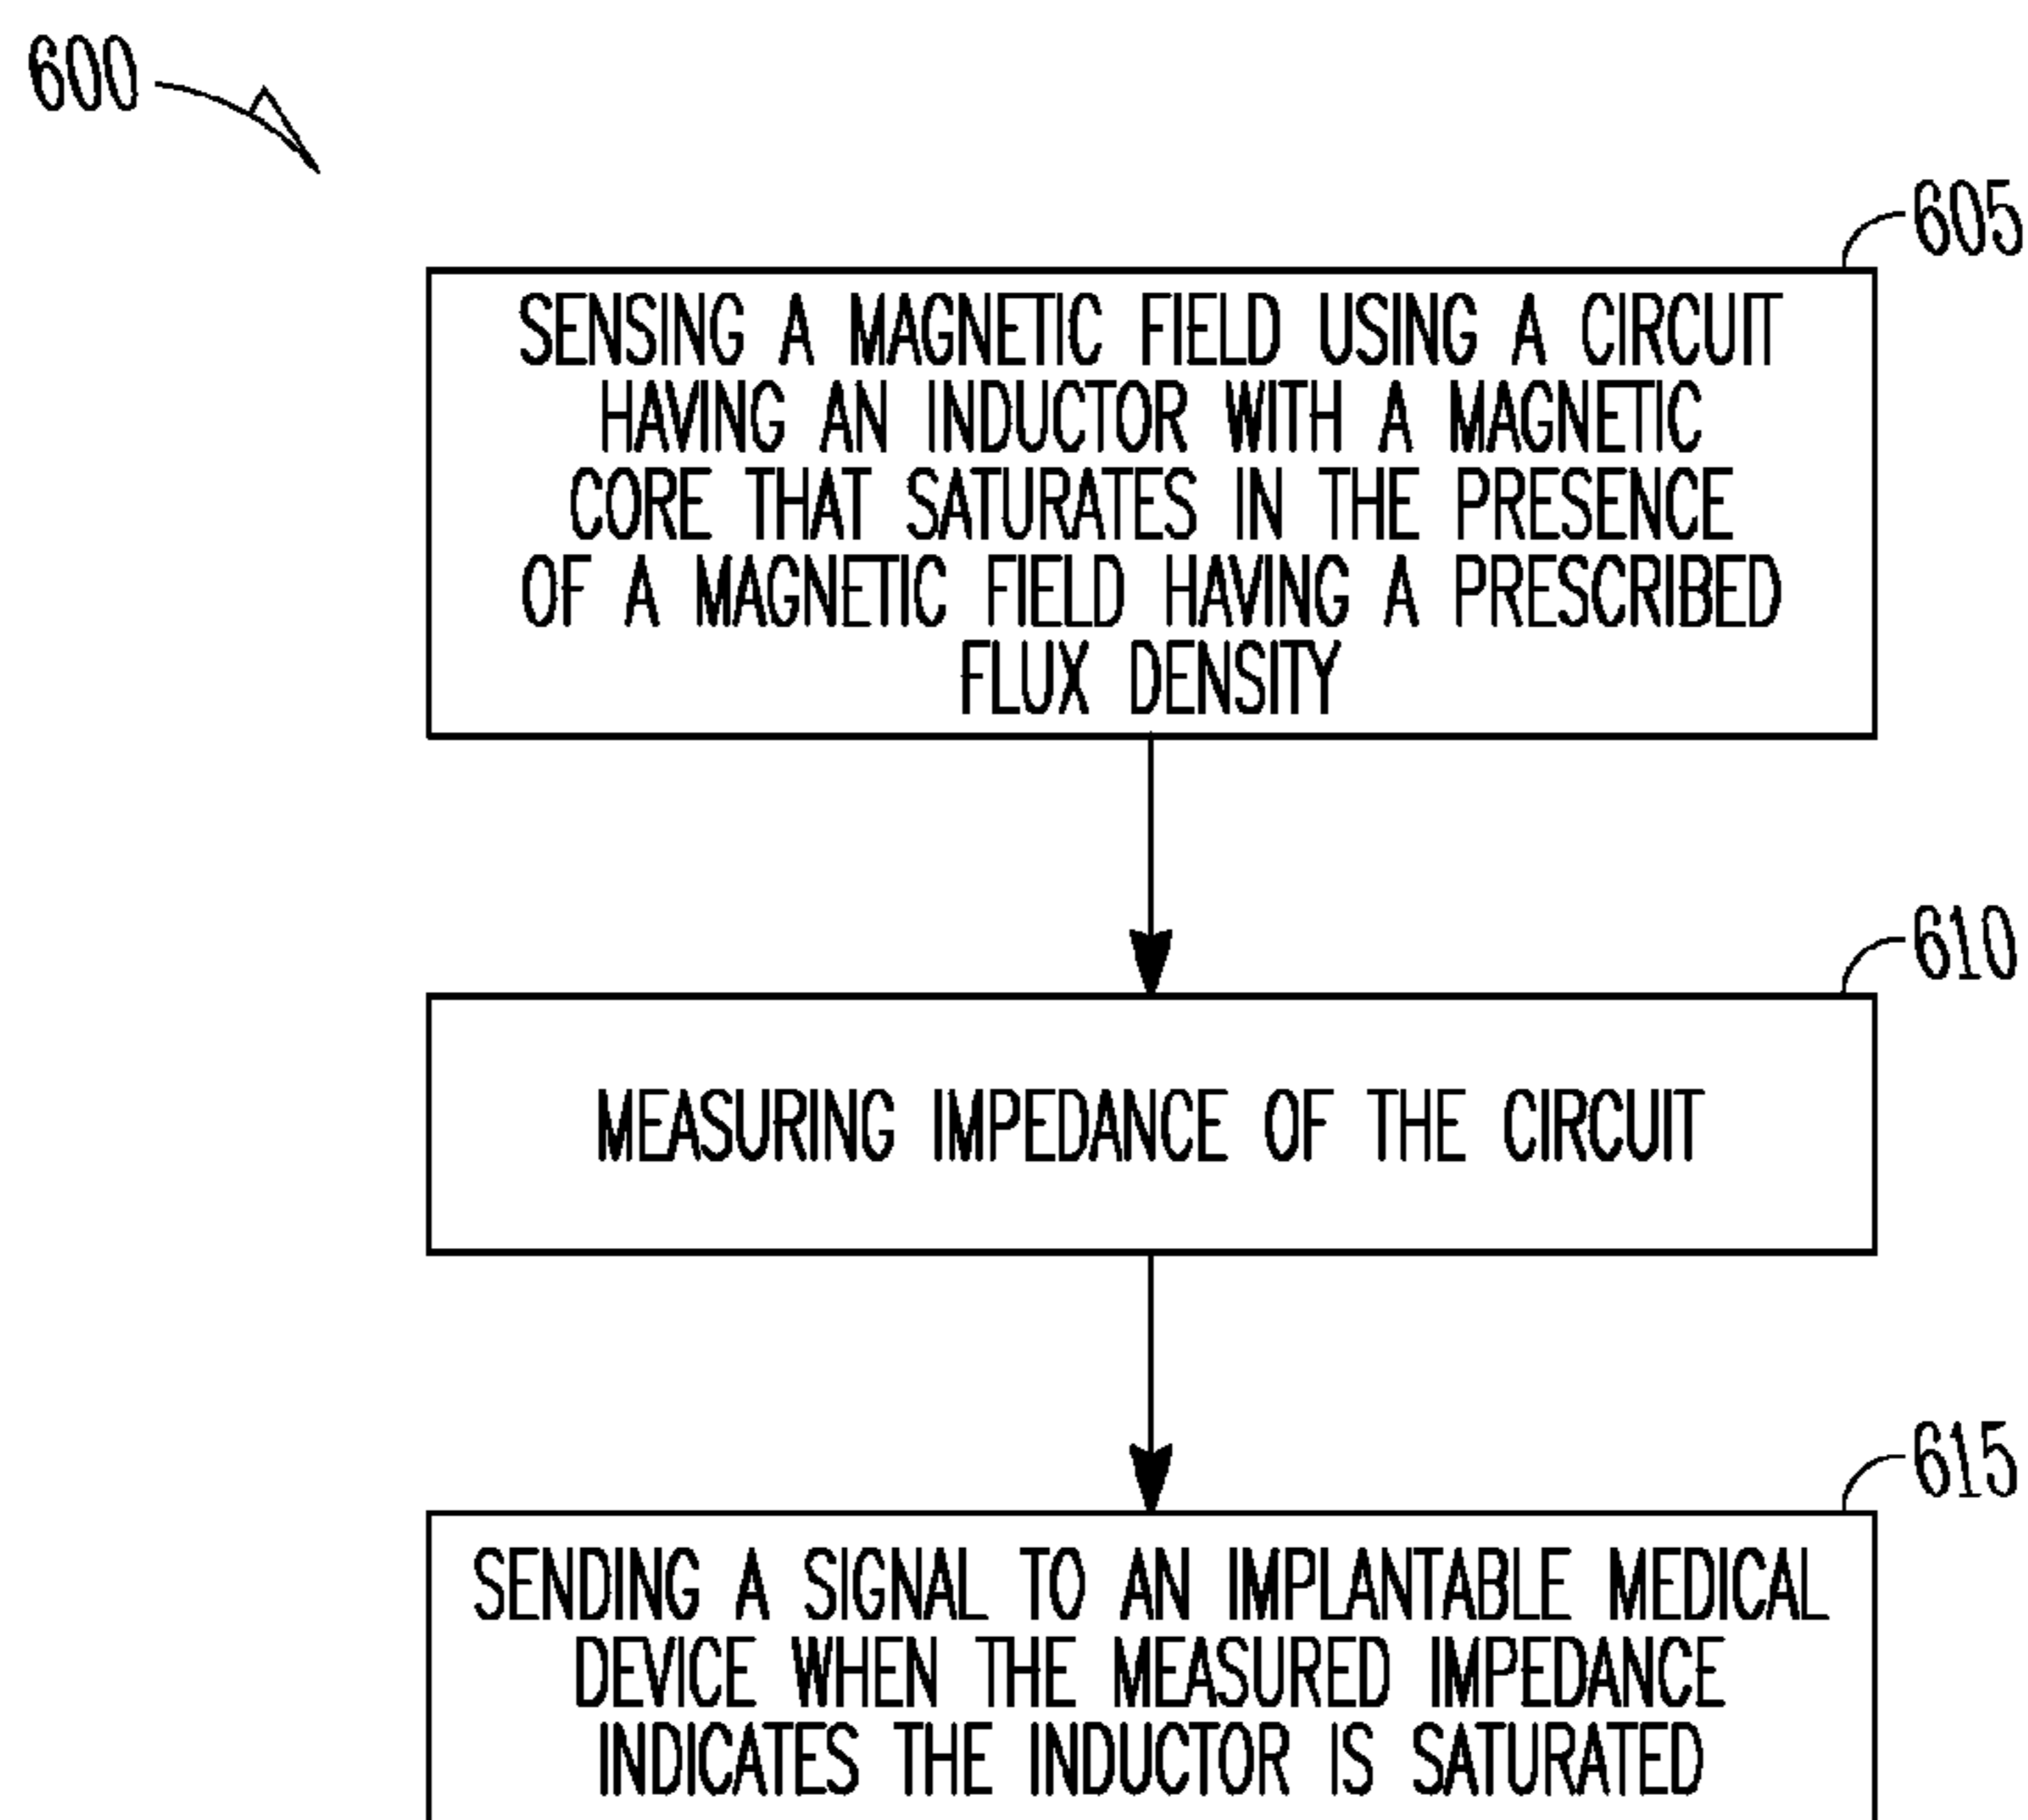 600
605
SENSING A MAGNETIC FIELD USING A CIRCUIT
HAVING AN INDUCTOR WITH A MAGNETIC
CORE THAT SATURATES IN THE PRESENCE
OF A MAGNETIC FIELD HAVING A PRESCRIBED
FLUX DENSITY
610
MEASURING IMPEDANCE OF THE CIRCUIT
615
SENDING A SIGNAL TO AN IMPLANTABLE MEDICAL
DEVICE WHEN THE MEASURED IMPEDANCE
INDICATES THE INDUCTOR IS SATURATED